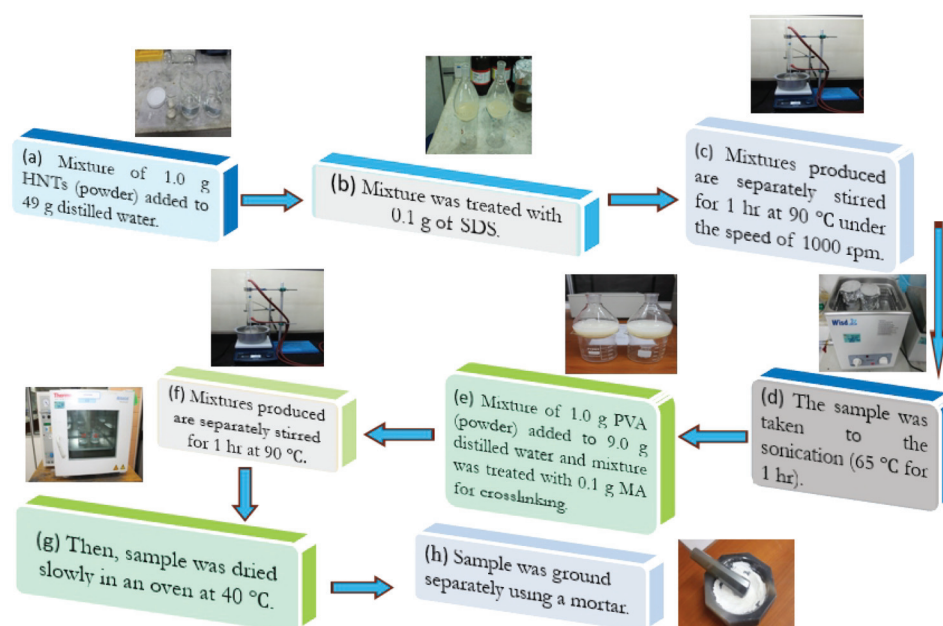 (a) Mixture of 1.0 g
HNTs (powder) added to
49 g distilled water.
(b) Mixture was treated with
0.1 g of SDS.
(c) Mixtures produced
are separately stirred
for 1 hr at 90 °C under
the speed of 1000 rpm.
(d) The sample was
taken to the
sonication (65 °C for
1 hr).
(e) Mixture of 1.0 g PVA
(powder) added to 9.0 g
distilled water and mixture
was treated with 0.1 g MA
for crosslinking.
(f) Mixtures produced
are separately stirred
for 1 hr at 90 °C.
(g) Then, sample was dried
slowly in an oven at 40 °C.
(h) Sample was ground
separately using a mortar.